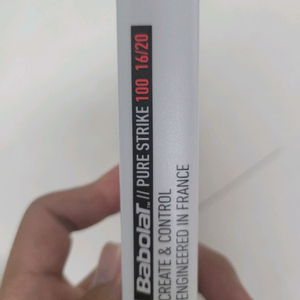 BabolaT // PURE STRIKE 100 16/20
CREATE & CONTROL
ENGINEERED IN FRANCE